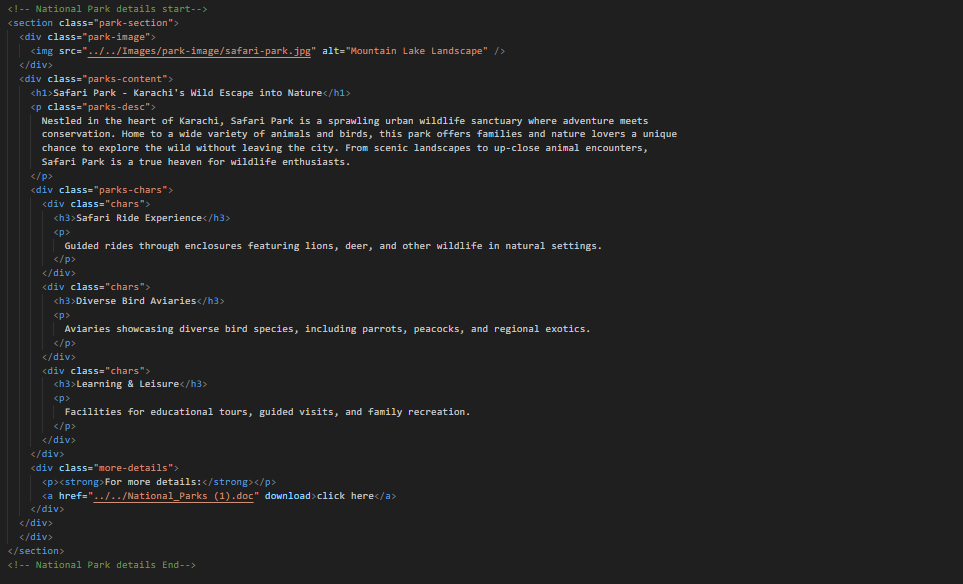 <!-- National Park details start-->
<section class="park-section">
  <div class="park-image">
    <img src="../../Images/park-image/safari-park.jpg" alt="Mountain Lake Landscape" />
  </div>
  <div class="parks-content">
    <h1>Safari Park - Karachi's Wild Escape into Nature</h1>
    <p class="parks-desc">
      Nestled in the heart of Karachi, Safari Park is a sprawling urban wildlife sanctuary where adventure meets
      conservation. Home to a wide variety of animals and birds, this park offers families and nature lovers a unique
      chance to explore the wild without leaving the city. From scenic landscapes to up-close animal encounters,
      Safari Park is a true heaven for wildlife enthusiasts.
    </p>
    <div class="parks-chars">
      <div class="chars">
        <h3>Safari Ride Experience</h3>
        <p>
          Guided rides through enclosures featuring lions, deer, and other wildlife in natural settings.
        </p>
      </div>
      <div class="chars">
        <h3>Diverse Bird Aviaries</h3>
        <p>
          Aviaries showcasing diverse bird species, including parrots, peacocks, and regional exotics.
        </p>
      </div>
      <div class="chars">
        <h3>Learning & Leisure</h3>
        <p>
          Facilities for educational tours, guided visits, and family recreation.
        </p>
      </div>
    </div>
    <div class="more-details">
      <p><strong>For more details:</strong></p>
      <a href="../../National_Parks (1).doc" download>click here</a>
    </div>
  </div>
  </div>
</section>
<!-- National Park details End-->